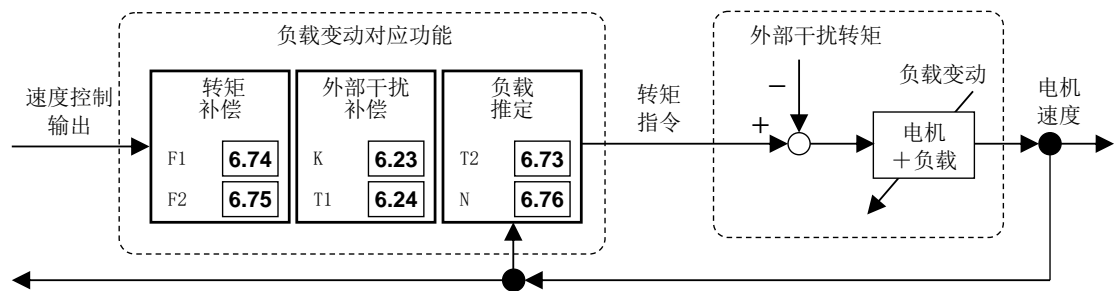 负载变动对应功能
外部干扰转矩
速度控制
输出
转矩
补偿
F1 6.74
F2 6.75
外部干扰
补偿
K 6.23
T1 6.24
负载
推定
T2 6.73
N 6.76
转矩
指令
－
＋
负载变动
电机
＋负载
电机
速度